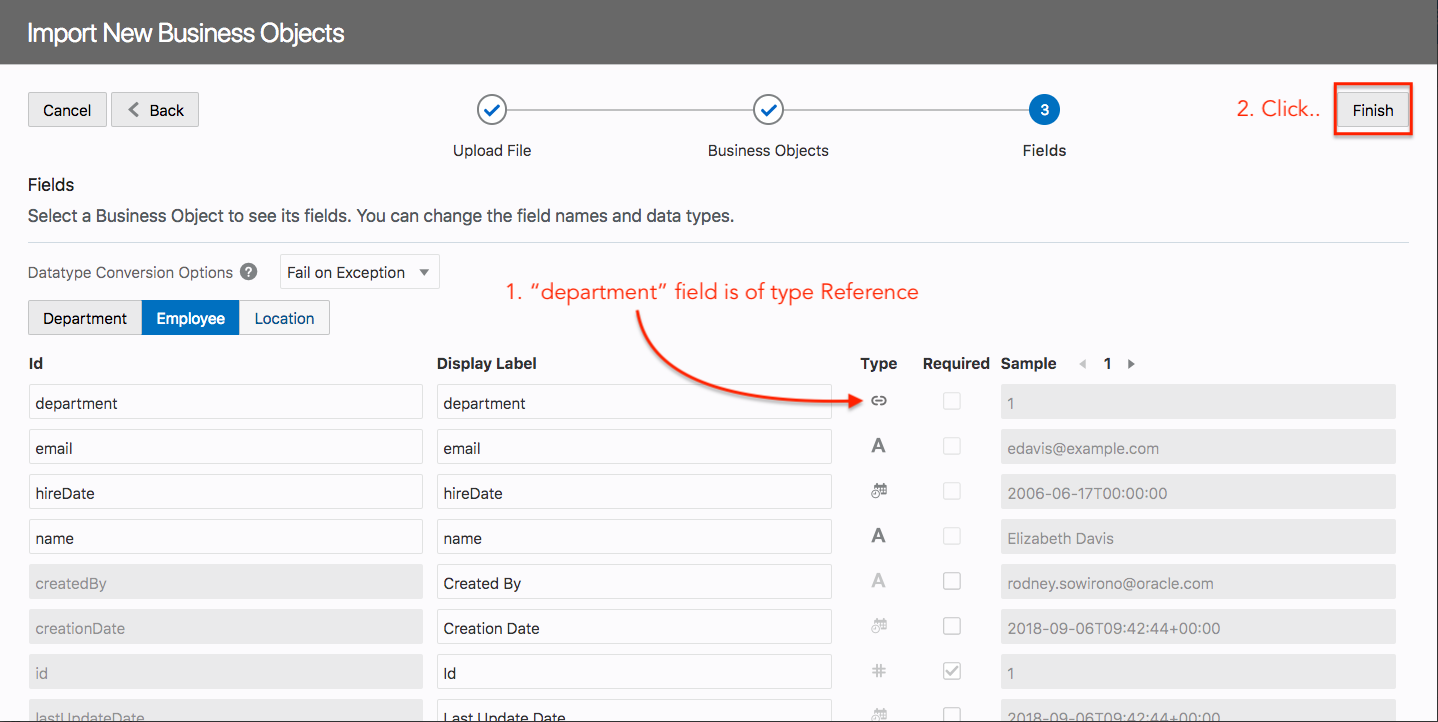 Import New Business Objects
Cancel Back 3 2. Click.. Finish
Upload File Business Objects Fields
Fields
Select a Business Object to see its fields. You can change the field names and data types.
Datatype Conversion Options ? Fail on Exception
1. “department” field is of type Reference
Department Employee Location
Id Display Label Type Required Sample 1
department department 1
email email A edavis@example.com
hireDate hireDate 2006-06-17T00:00:00
name name A Elizabeth Davis
createdBy Created By A rodney.sowirono@oracle.com
creationDate Creation Date 2018-09-06T09:42:44+00:00
id Id # 1
lastUpdateDate Last Update Date 2018-09-06T09:42:44+00:00